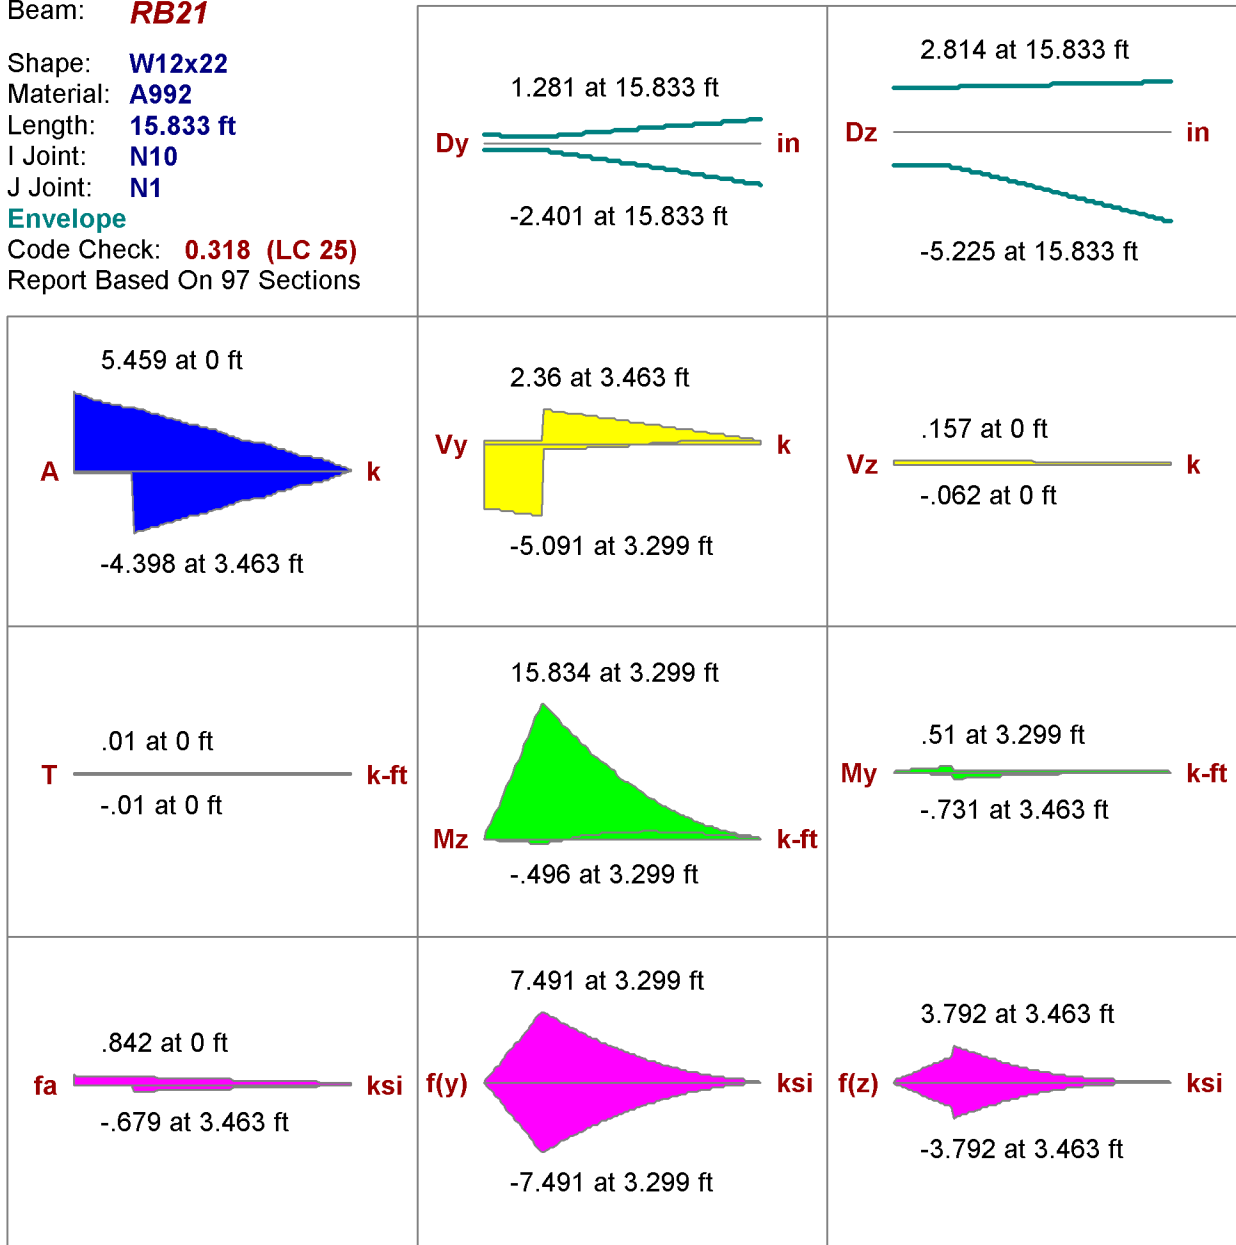 Beam: RB21
Shape: W12x22
Material: A992
Length: 15.833 ft
I Joint: N10
J Joint: N1
Envelope
Code Check: 0.318 (LC 25)
Report Based On 97 Sections
1.281 at 15.833 ft
Dy in
-2.401 at 15.833 ft
2.814 at 15.833 ft
Dz in
-5.225 at 15.833 ft
5.459 at 0 ft
A k
-4.398 at 3.463 ft
2.36 at 3.463 ft
Vy k
-5.091 at 3.299 ft
.157 at 0 ft
Vz k
-.062 at 0 ft
.01 at 0 ft
T k-ft
-.01 at 0 ft
15.834 at 3.299 ft
Mz k-ft
-.496 at 3.299 ft
.51 at 3.299 ft
My k-ft
-.731 at 3.463 ft
.842 at 0 ft
fa ksi
-.679 at 3.463 ft
7.491 at 3.299 ft
f(y) ksi
-7.491 at 3.299 ft
3.792 at 3.463 ft
f(z) ksi
-3.792 at 3.463 ft